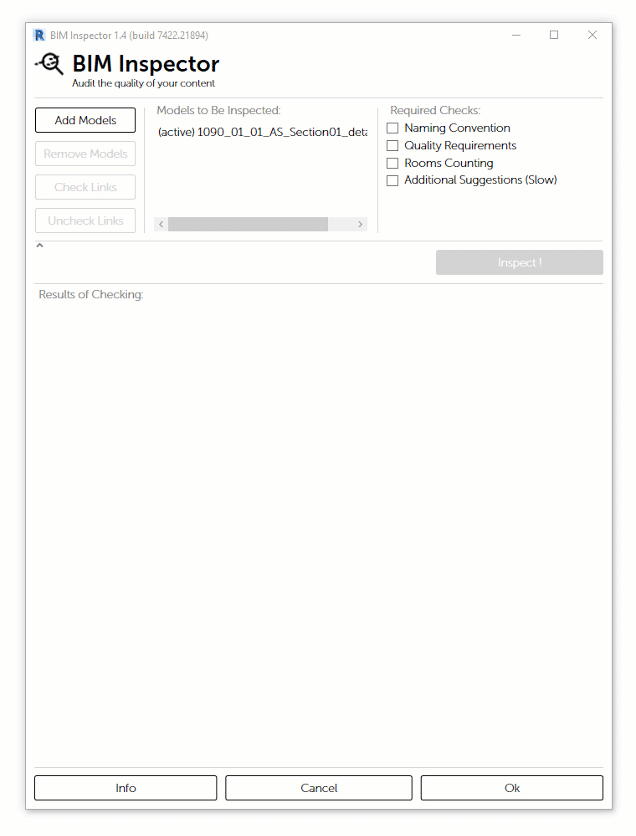 BIM Inspector 1.4 (build 7422.21894)
BIM Inspector
Audit the quality of your content
Add Models
Remove Models
Check Links
Uncheck Links
Models to Be Inspected:
(active) 1090_01_01_AS_Section01_deta
Required Checks:
Naming Convention
Quality Requirements
Rooms Counting
Additional Suggestions (Slow)
Inspect !
Results of Checking:
Info
Cancel
Ok